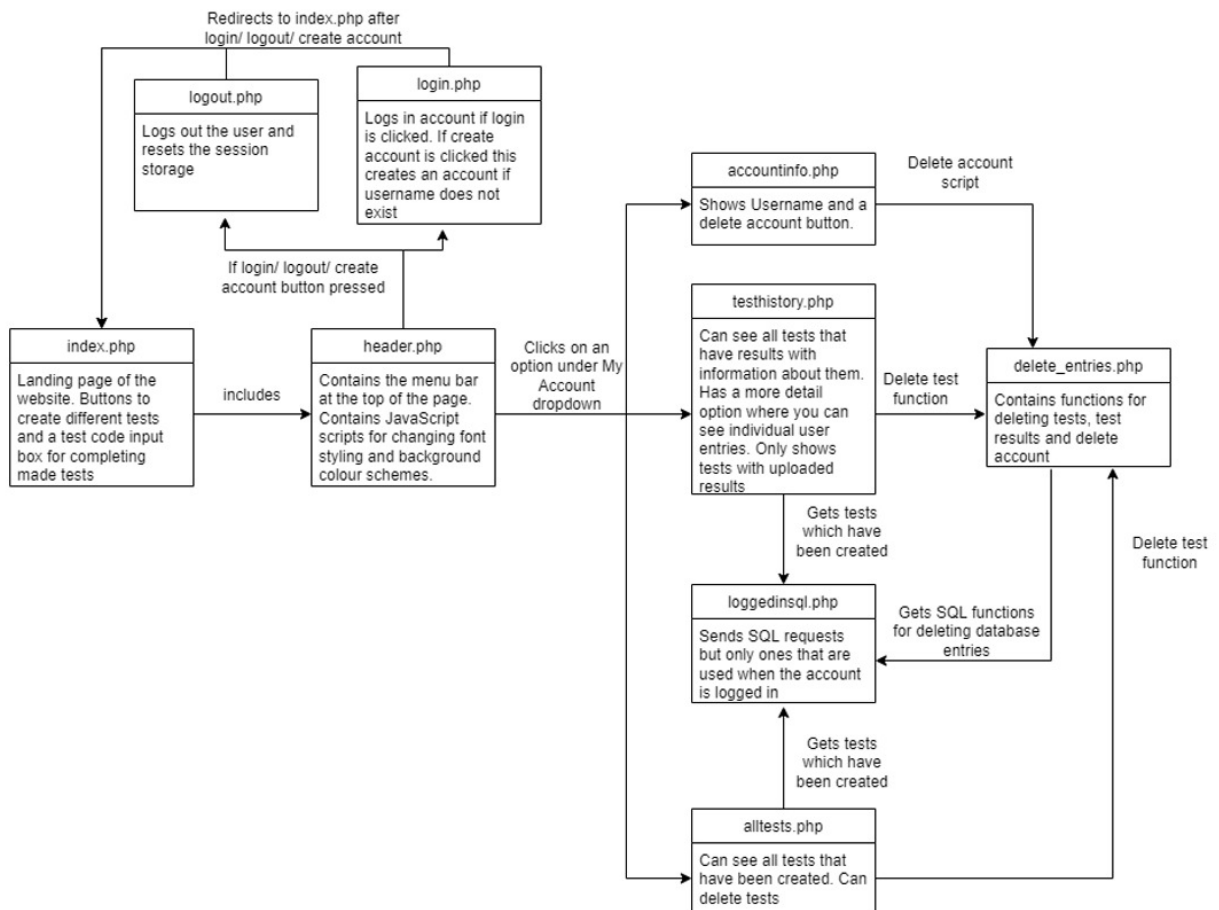 Redirects to index.php after
login/ logout/ create account
logout.php
Logs out the user and
resets the session
storage
login.php
Logs in account if login
is clicked. If create
account is clicked this
creates an account if
username does not
exist
If login/ logout/ create
account button pressed
index.php
Landing page of the
website. Buttons to
create different tests
and a test code input
box for completing
made tests
includes
header.php
Contains the menu bar
at the top of the page.
Contains JavaScript
scripts for changing font
styling and background
colour schemes.
Clicks on an
option under My
Account
dropdown
accountinfo.php
Shows Username and a
delete account button.
Delete account
script
testhistory.php
Can see all tests that
have results with
information about them.
Has a more detail
option where you can
see individual user
entries. Only shows
tests with uploaded
results
Delete test
function
delete_entries.php
Contains functions for
deleting tests, test
results and delete
account
Gets tests
which have
been created
Delete test
function
loggedinsql.php
Sends SQL requests
but only ones that are
used when the account
is logged in
Gets SQL functions
for deleting database
entries
Gets tests
which have
been created
alltests.php
Can see all tests that
have been created. Can
delete tests